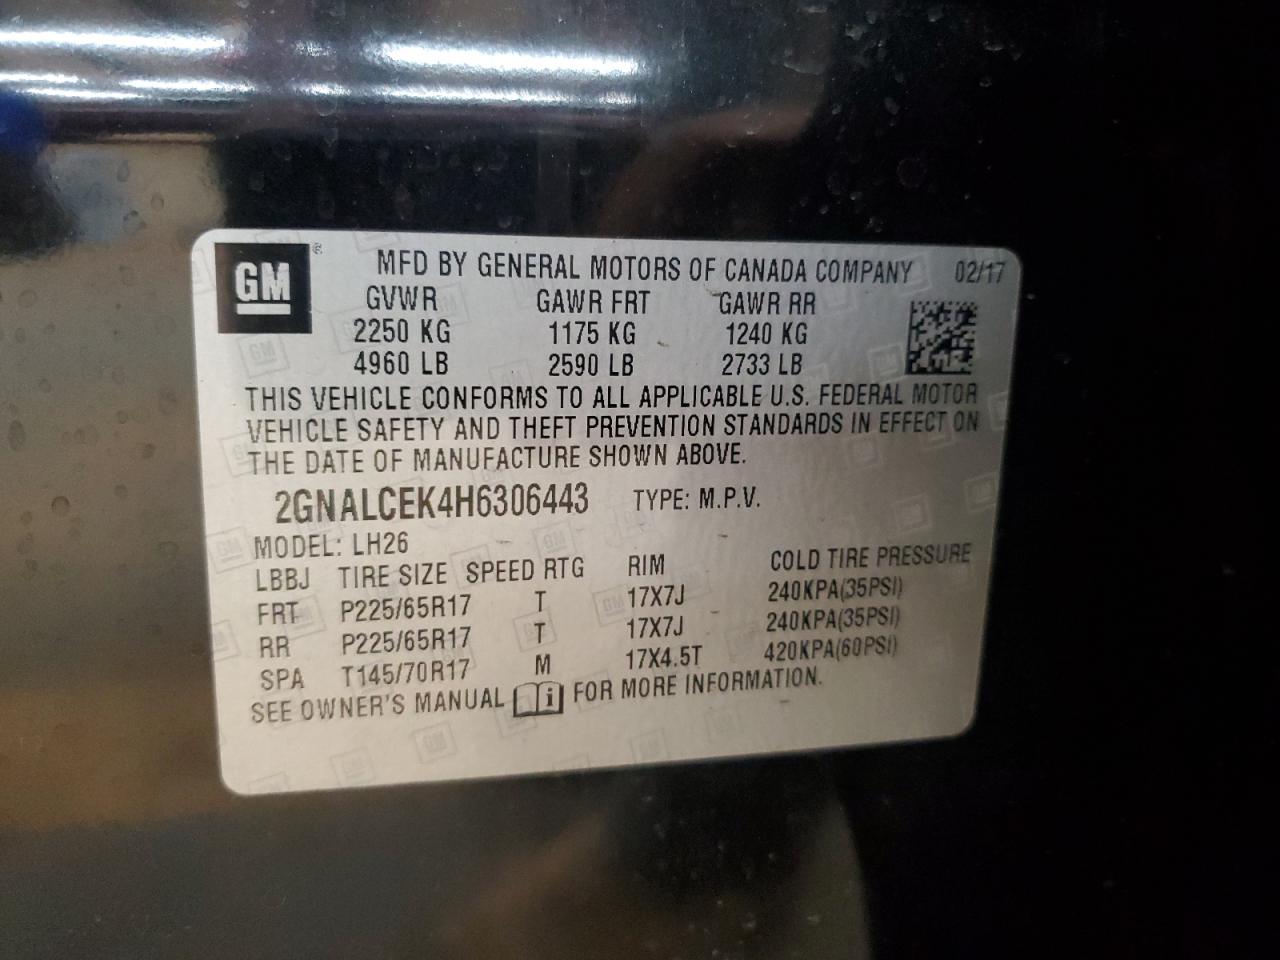 GM ® MFD BY GENERAL MOTORS OF CANADA COMPANY 02/17
GVWR GAWR FRT GAWR RR
2250 KG 1175 KG 1240 KG
4960 LB 2590 LB 2733 LB
THIS VEHICLE CONFORMS TO ALL APPLICABLE U.S. FEDERAL MOTOR
VEHICLE SAFETY AND THEFT PREVENTION STANDARDS IN EFFECT ON
THE DATE OF MANUFACTURE SHOWN ABOVE.
2GNALCEK4H6306443 TYPE: M.P.V.
MODEL: LH26
LBBJ TIRE SIZE SPEED RTG RIM COLD TIRE PRESSURE
FRT P225/65R17 T 17X7J 240KPA(35PSI)
RR P225/65R17 T 17X7J 240KPA(35PSI)
SPA T145/70R17 M 17X4.5T 420KPA(60PSI)
SEE OWNER'S MANUAL i FOR MORE INFORMATION.